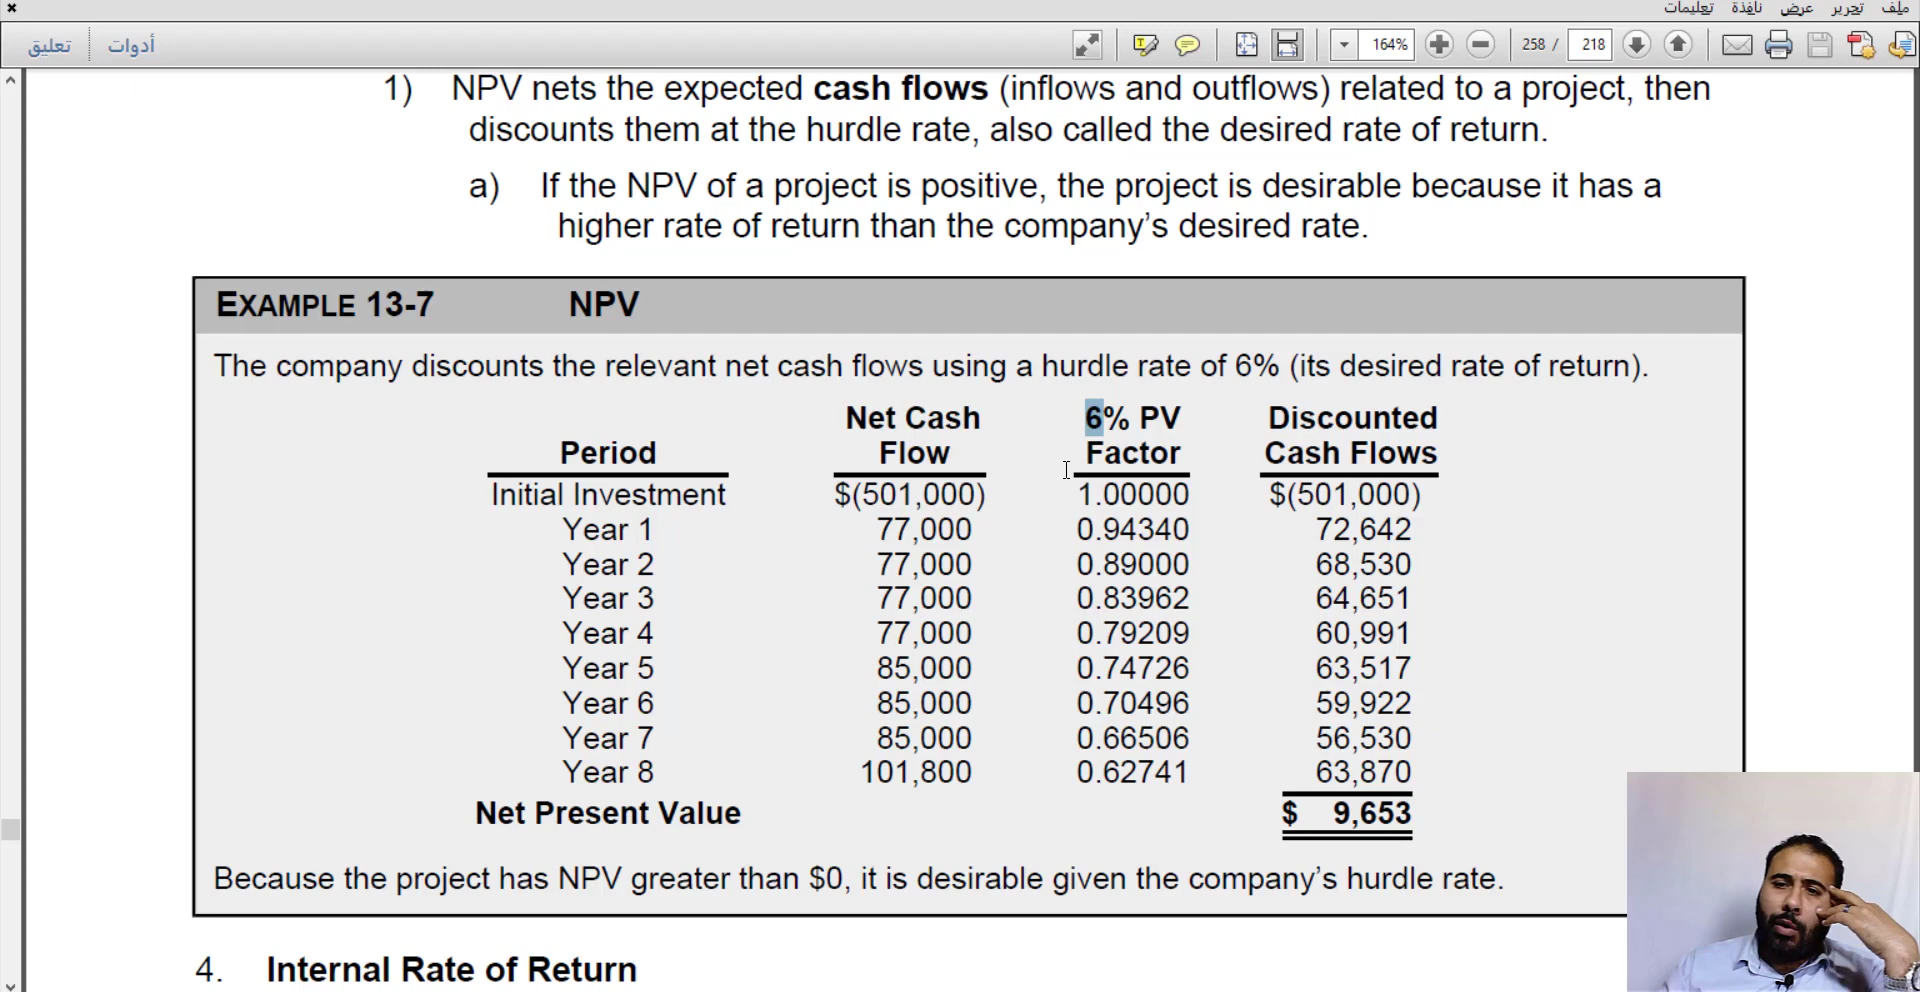 ملف تحرير عرض نافذة تعليمات
218 / 258 164% أدوات تعليق
1) NPV nets the expected cash flows (inflows and outflows) related to a project, then
discounts them at the hurdle rate, also called the desired rate of return.
a) If the NPV of a project is positive, the project is desirable because it has a
higher rate of return than the company’s desired rate.
EXAMPLE 13-7 NPV
The company discounts the relevant net cash flows using a hurdle rate of 6% (its desired rate of return).
Net Cash 6% PV Discounted
Period Flow Factor Cash Flows
Initial Investment $(501,000) 1.00000 $(501,000)
Year 1 77,000 0.94340 72,642
Year 2 77,000 0.89000 68,530
Year 3 77,000 0.83962 64,651
Year 4 77,000 0.79209 60,991
Year 5 85,000 0.74726 63,517
Year 6 85,000 0.70496 59,922
Year 7 85,000 0.66506 56,530
Year 8 101,800 0.62741 63,870
Net Present Value $ 9,653
Because the project has NPV greater than $0, it is desirable given the company’s hurdle rate.
4. Internal Rate of Return